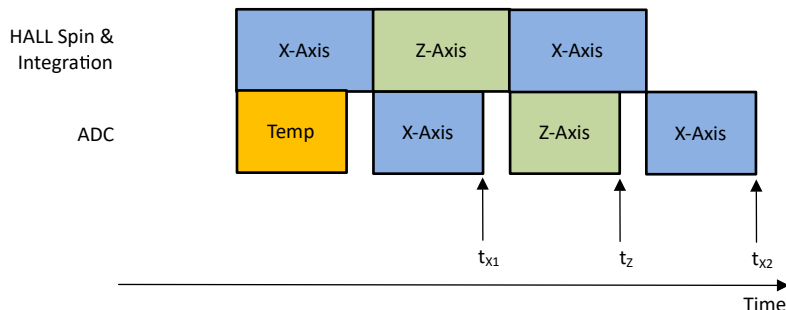 HALL Spin &
Integration
X-Axis
Z-Axis
X-Axis
ADC
Temp
X-Axis
Z-Axis
X-Axis
tX1
tZ
tX2
Time